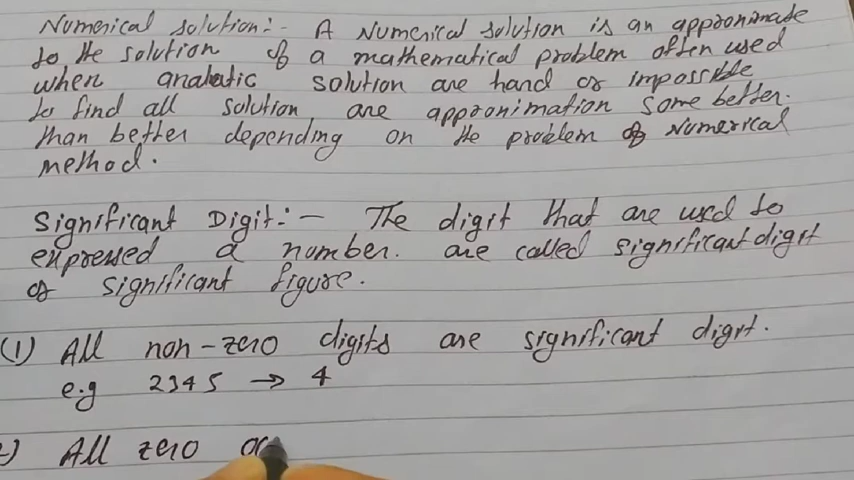 Numerical solution:- A Numerical solution is an approximate
to the solution of a mathematical problem often used
when analatic solution are hand or impossible
to find all solution are approximation some better.
than better depending on the problem of Numerical
method.
Significant Digit:- The digit that are used to
expressed a number. are called significant digit
or significant figure.
(1) All non-zero digits are significant digit.
e.g 2345 → 4
All zero oc